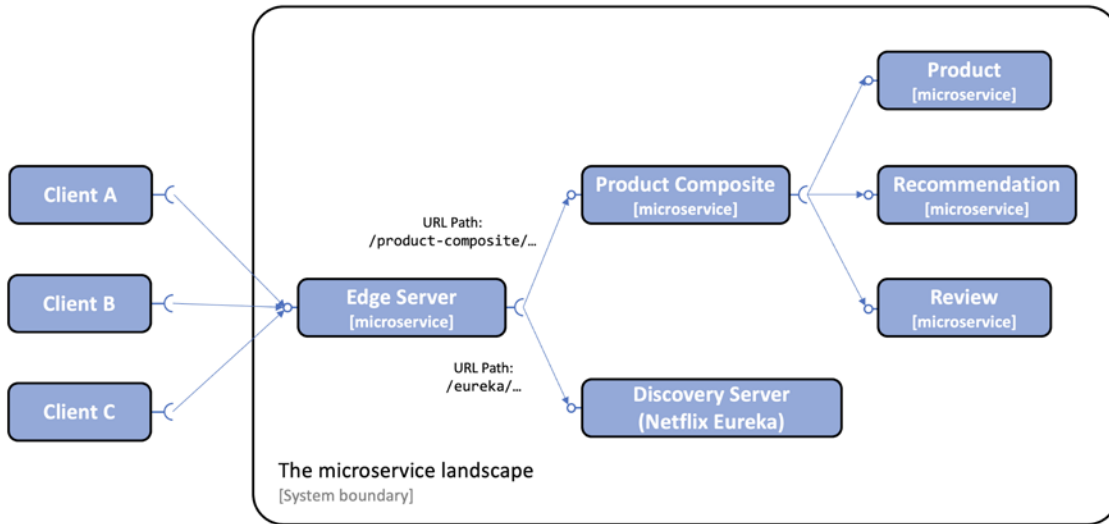 Client A
Client B
Client C
Edge Server
[microservice]
URL Path:
/product-composite/…
URL Path:
/eureka/…
Product Composite
[microservice]
Discovery Server
(Netflix Eureka)
Product
[microservice]
Recommendation
[microservice]
Review
[microservice]
The microservice landscape
[System boundary]